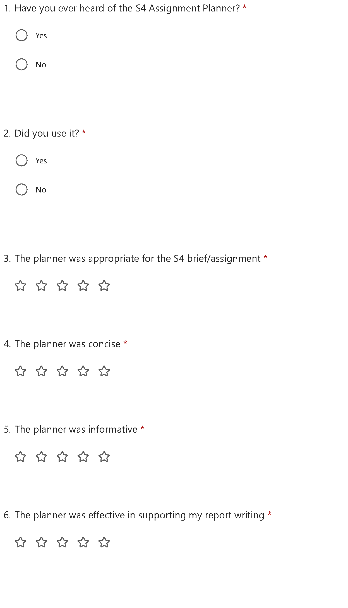 1. Have you ever heard of the S4 Assignment Planner? *
Yes
No
2. Did you use it? *
Yes
No
3. The planner was appropriate for the S4 brief/assignment *
4. The planner was concise *
5. The planner was informative *
6. The planner was effective in supporting my report writing *